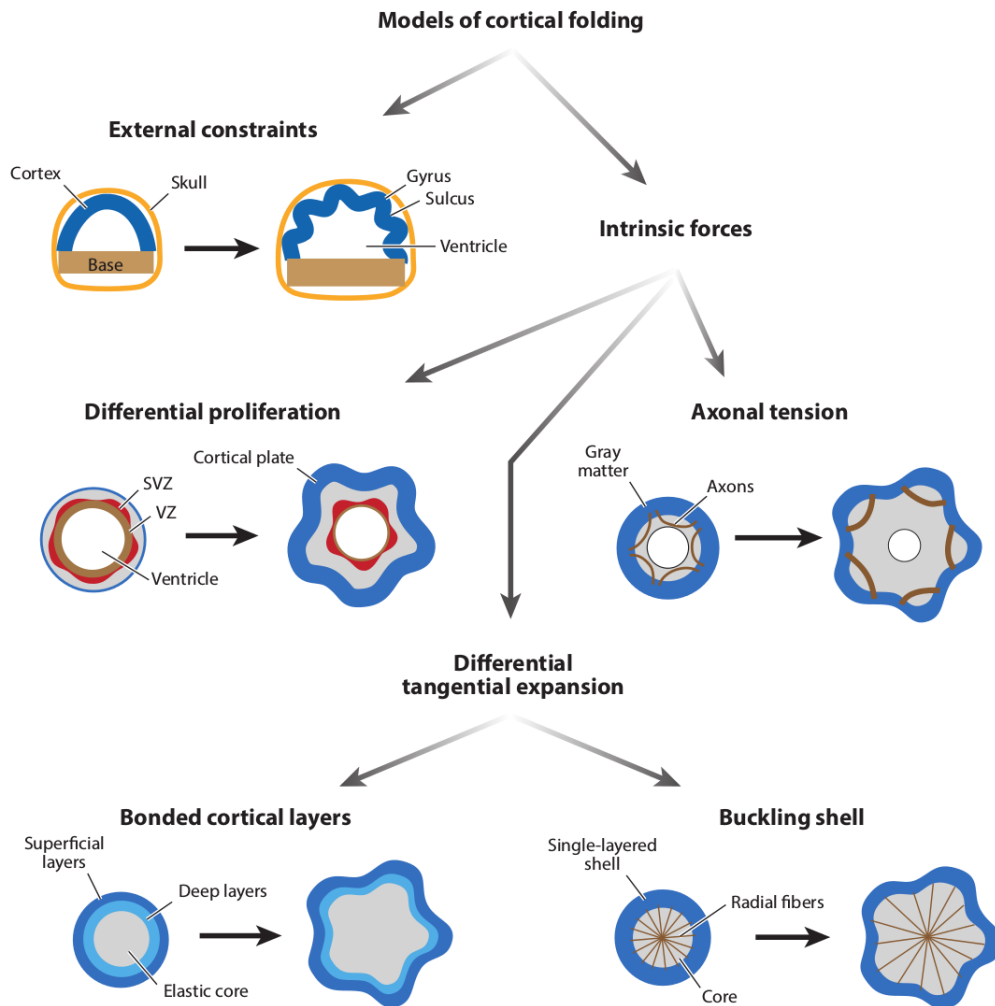 Models of cortical folding
External constraints
Cortex
Skull
Base
Gyrus
Sulcus
Ventricle
Intrinsic forces
Differential proliferation
SVZ
VZ
Ventricle
Cortical plate
Axonal tension
Gray
matter
Axons
Differential
tangential expansion
Bonded cortical layers
Superficial
layers
Deep layers
Elastic core
Buckling shell
Single-layered
shell
Radial fibers
Core